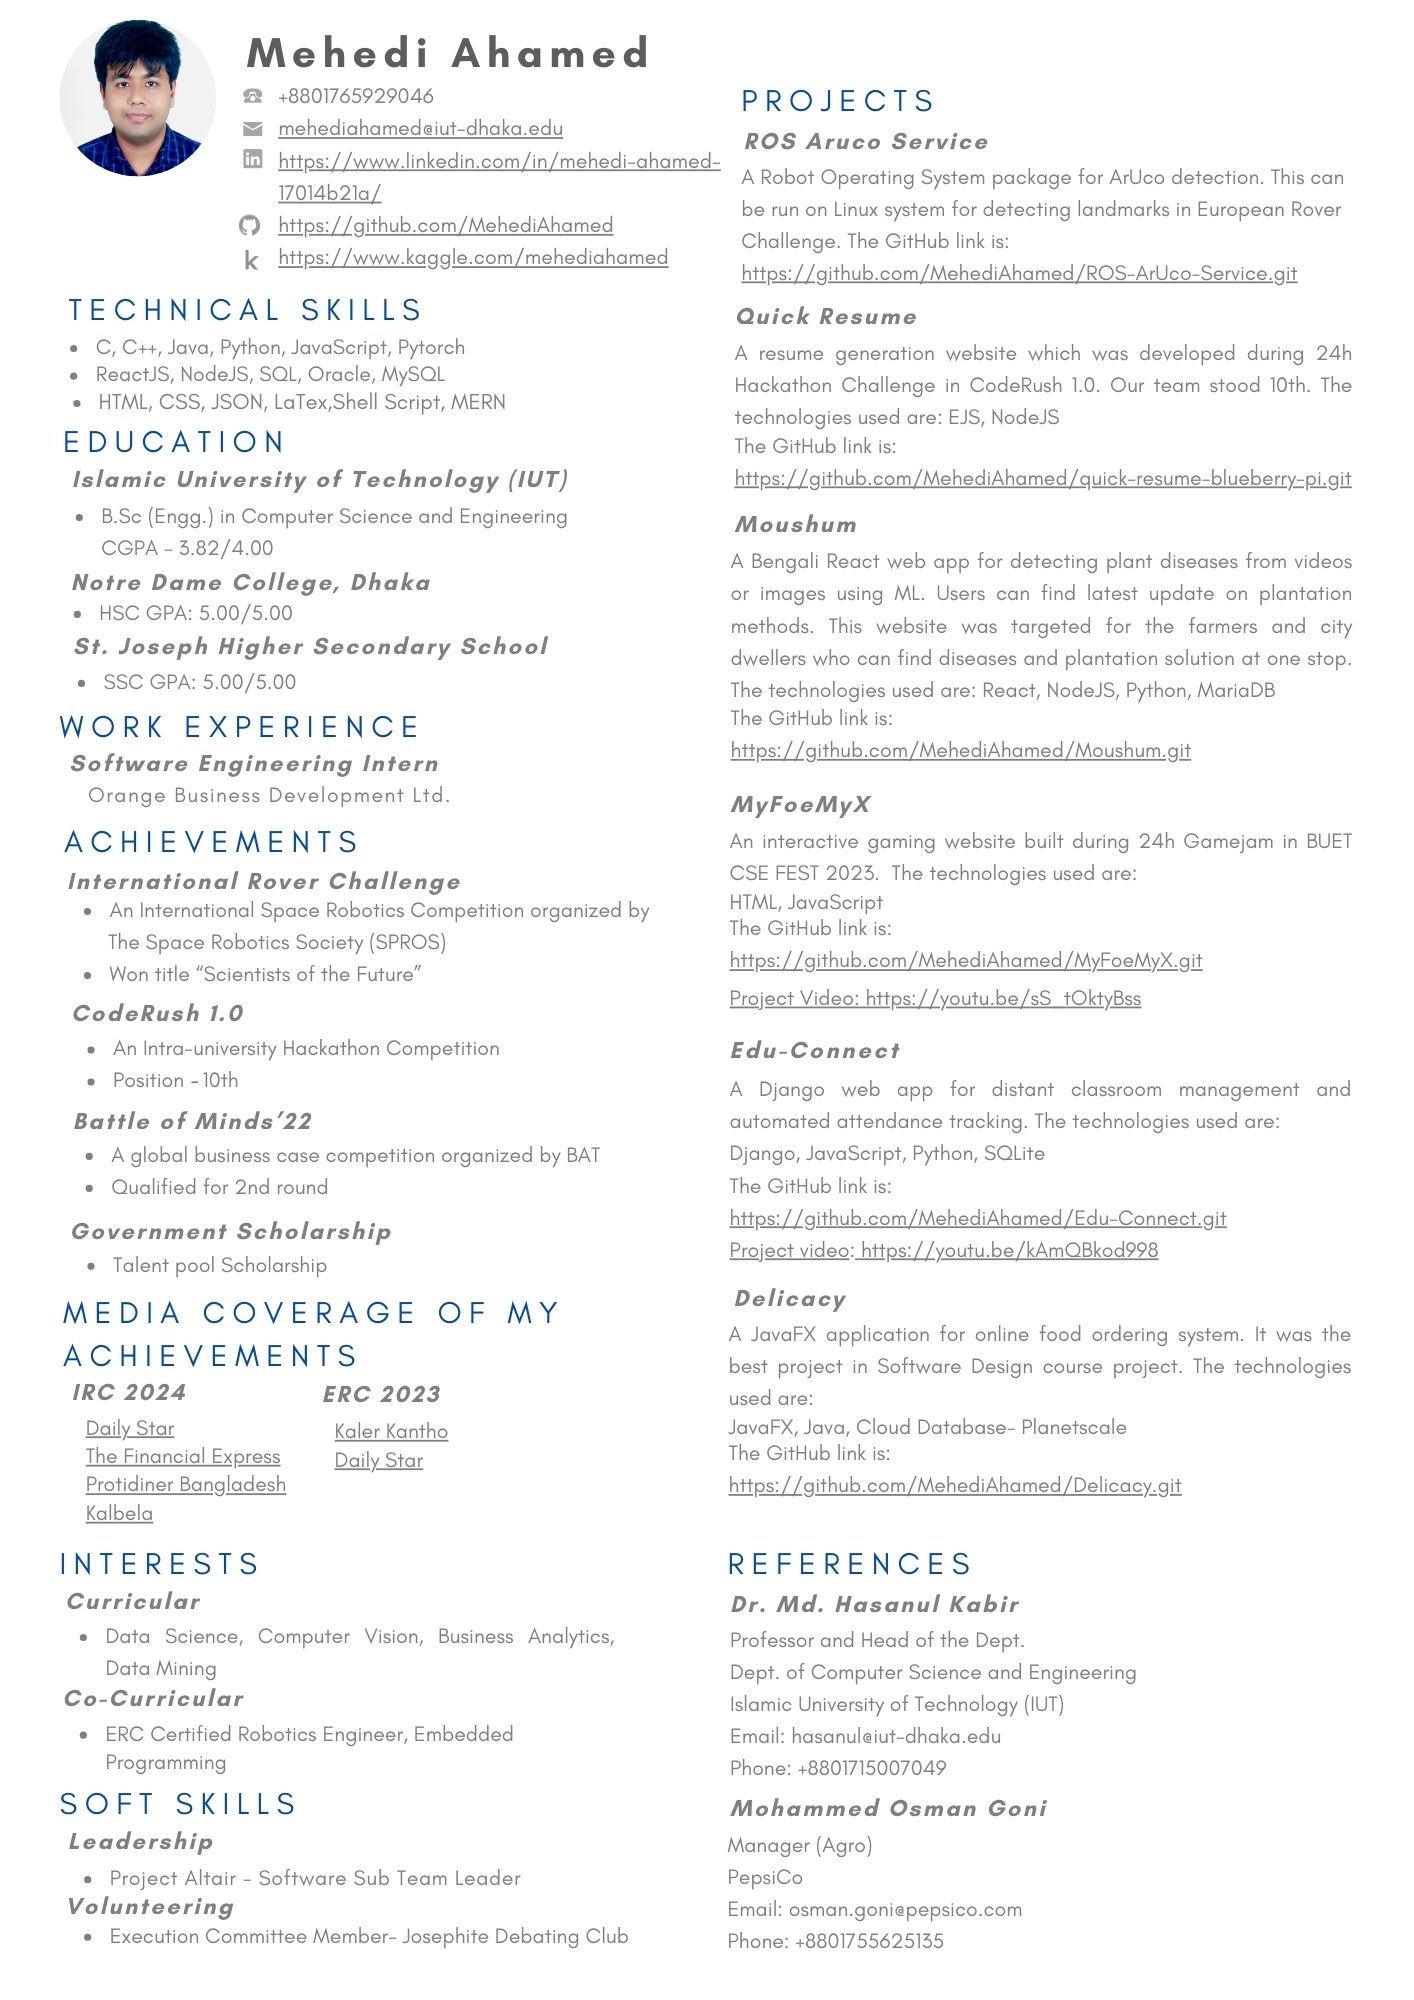 Mehedi Ahamed
+8801765929046
mehediahamed@iut-dhaka.edu
https://www.linkedin.com/in/mehedi-ahamed-
17014b21a/
https://github.com/MehediAhamed
k https://www.kaggle.com/mehediahamed
TECHNICAL SKILLS
• C, C++, Java, Python, JavaScript, Pytorch
• ReactJS, NodeJS, SQL, Oracle, MySQL
• HTML, CSS, JSON, LaTex,Shell Script, MERN
EDUCATION
Islamic University of Technology (IUT)
• B.Sc (Engg.) in Computer Science and Engineering
CGPA - 3.82/4.00
Notre Dame College, Dhaka
• HSC GPA: 5.00/5.00
St. Joseph Higher Secondary School
• SSC GPA: 5.00/5.00
WORK EXPERIENCE
Software Engineering Intern
Orange Business Development Ltd.
ACHIEVEMENTS
International Rover Challenge
• An International Space Robotics Competition organized by
The Space Robotics Society (SPROS)
• Won title “Scientists of the Future”
CodeRush 1.0
• An Intra-university Hackathon Competition
• Position - 10th
Battle of Minds’22
• A global business case competition organized by BAT
• Qualified for 2nd round
Government Scholarship
• Talent pool Scholarship
MEDIA COVERAGE OF MY
ACHIEVEMENTS
IRC 2024
Daily Star
The Financial Express
Protidiner Bangladesh
Kalbela
ERC 2023
Kaler Kantho
Daily Star
INTERESTS
Curricular
• Data Science, Computer Vision, Business Analytics,
Data Mining
Co-Curricular
• ERC Certified Robotics Engineer, Embedded
Programming
SOFT SKILLS
Leadership
• Project Altair - Software Sub Team Leader
Volunteering
• Execution Committee Member- Josephite Debating Club
PROJECTS
ROS Aruco Service
A Robot Operating System package for ArUco detection. This can
be run on Linux system for detecting landmarks in European Rover
Challenge. The GitHub link is:
https://github.com/MehediAhamed/ROS-ArUco-Service.git
Quick Resume
A resume generation website which was developed during 24h
Hackathon Challenge in CodeRush 1.0. Our team stood 10th. The
technologies used are: EJS, NodeJS
The GitHub link is:
https://github.com/MehediAhamed/quick-resume-blueberry-pi.git
Moushum
A Bengali React web app for detecting plant diseases from videos
or images using ML. Users can find latest update on plantation
methods. This website was targeted for the farmers and city
dwellers who can find diseases and plantation solution at one stop.
The technologies used are: React, NodeJS, Python, MariaDB
The GitHub link is:
https://github.com/MehediAhamed/Moushum.git
MyFoeMyX
An interactive gaming website built during 24h Gamejam in BUET
CSE FEST 2023. The technologies used are:
HTML, JavaScript
The GitHub link is:
https://github.com/MehediAhamed/MyFoeMyX.git
Project Video: https://youtu.be/sS_tOktyBss
Edu-Connect
A Django web app for distant classroom management and
automated attendance tracking. The technologies used are:
Django, JavaScript, Python, SQLite
The GitHub link is:
https://github.com/MehediAhamed/Edu-Connect.git
Project video: https://youtu.be/kAmQBkod998
Delicacy
A JavaFX application for online food ordering system. It was the
best project in Software Design course project. The technologies
used are:
JavaFX, Java, Cloud Database- Planetscale
The GitHub link is:
https://github.com/MehediAhamed/Delicacy.git
REFERENCES
Dr. Md. Hasanul Kabir
Professor and Head of the Dept.
Dept. of Computer Science and Engineering
Islamic University of Technology (IUT)
Email: hasanul@iut-dhaka.edu
Phone: +8801715007049
Mohammed Osman Goni
Manager (Agro)
PepsiCo
Email: osman.goni@pepsico.com
Phone: +8801755625135